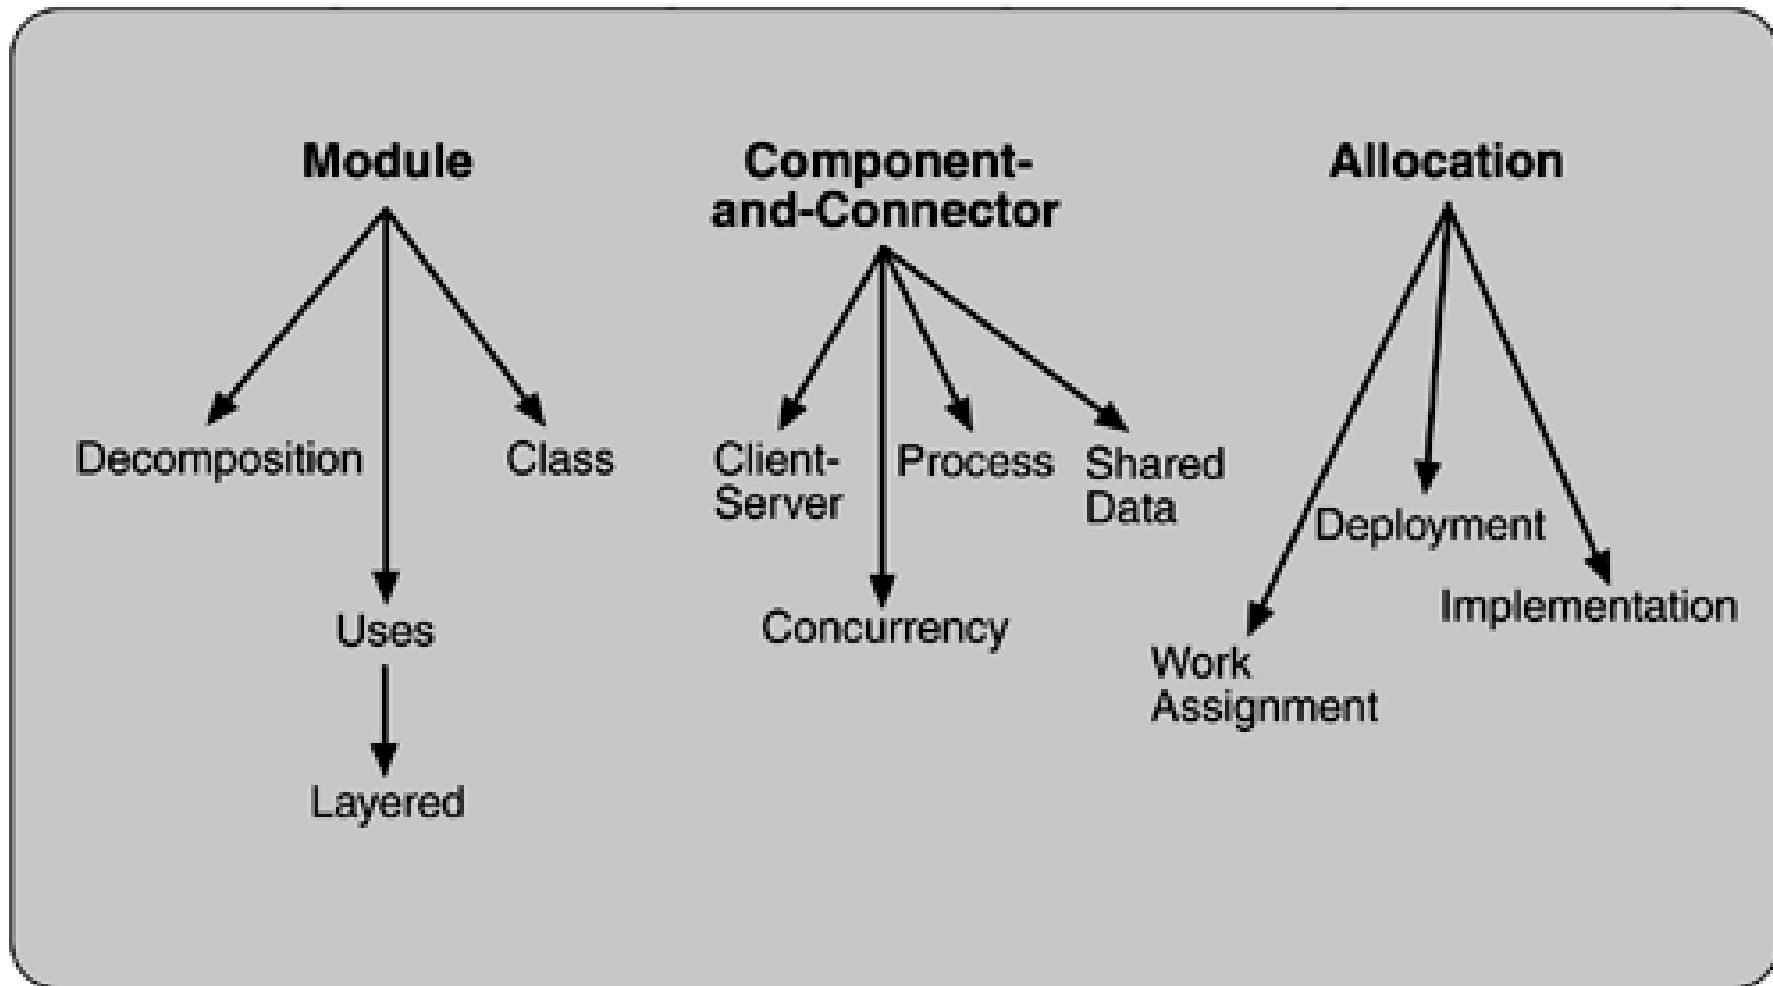 Module
Component-
and-Connector
Allocation
Decomposition
Class
Client-
Server
Process
Shared
Data
Deployment
Uses
Concurrency
Implementation
Work
Assignment
Layered